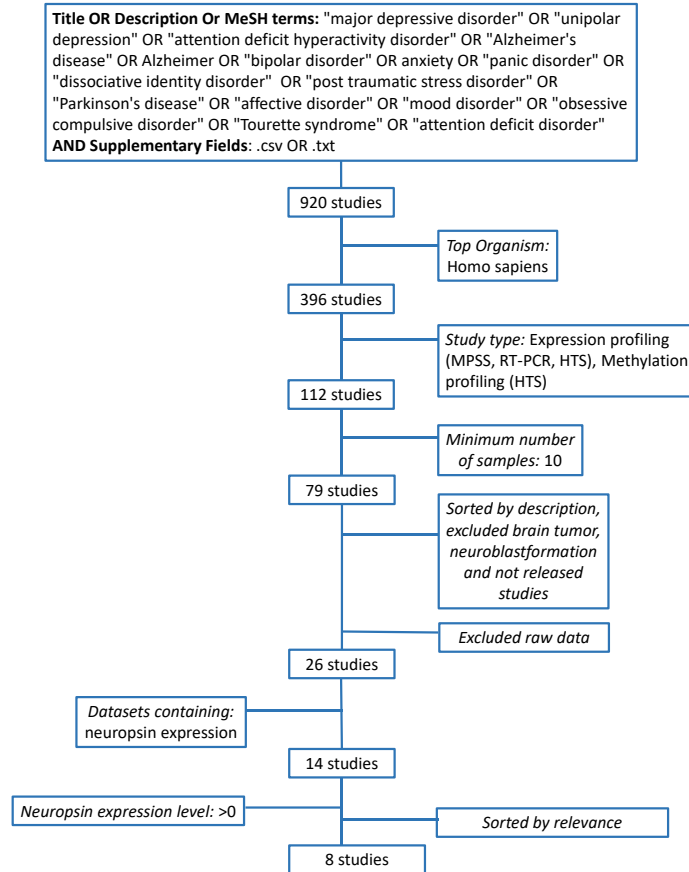 Title OR Description Or MeSH terms: "major depressive disorder" OR "unipolar
depression" OR "attention deficit hyperactivity disorder" OR "Alzheimer's
disease" OR Alzheimer OR "bipolar disorder" OR anxiety OR "panic disorder" OR
"dissociative identity disorder" OR "post traumatic stress disorder" OR
"Parkinson's disease" OR "affective disorder" OR "mood disorder" OR "obsessive
compulsive disorder" OR "Tourette syndrome" OR "attention deficit disorder"
AND Supplementary Fields: .csv OR .txt
920 studies
Top Organism:
Homo sapiens
396 studies
Study type: Expression profiling
(MPSS, RT-PCR, HTS), Methylation
profiling (HTS)
112 studies
Minimum number
of samples: 10
79 studies
Sorted by description,
excluded brain tumor,
neuroblastformation
and not released
studies
Excluded raw data
26 studies
Datasets containing:
neuropsin expression
14 studies
Neuropsin expression level: >0
Sorted by relevance
8 studies